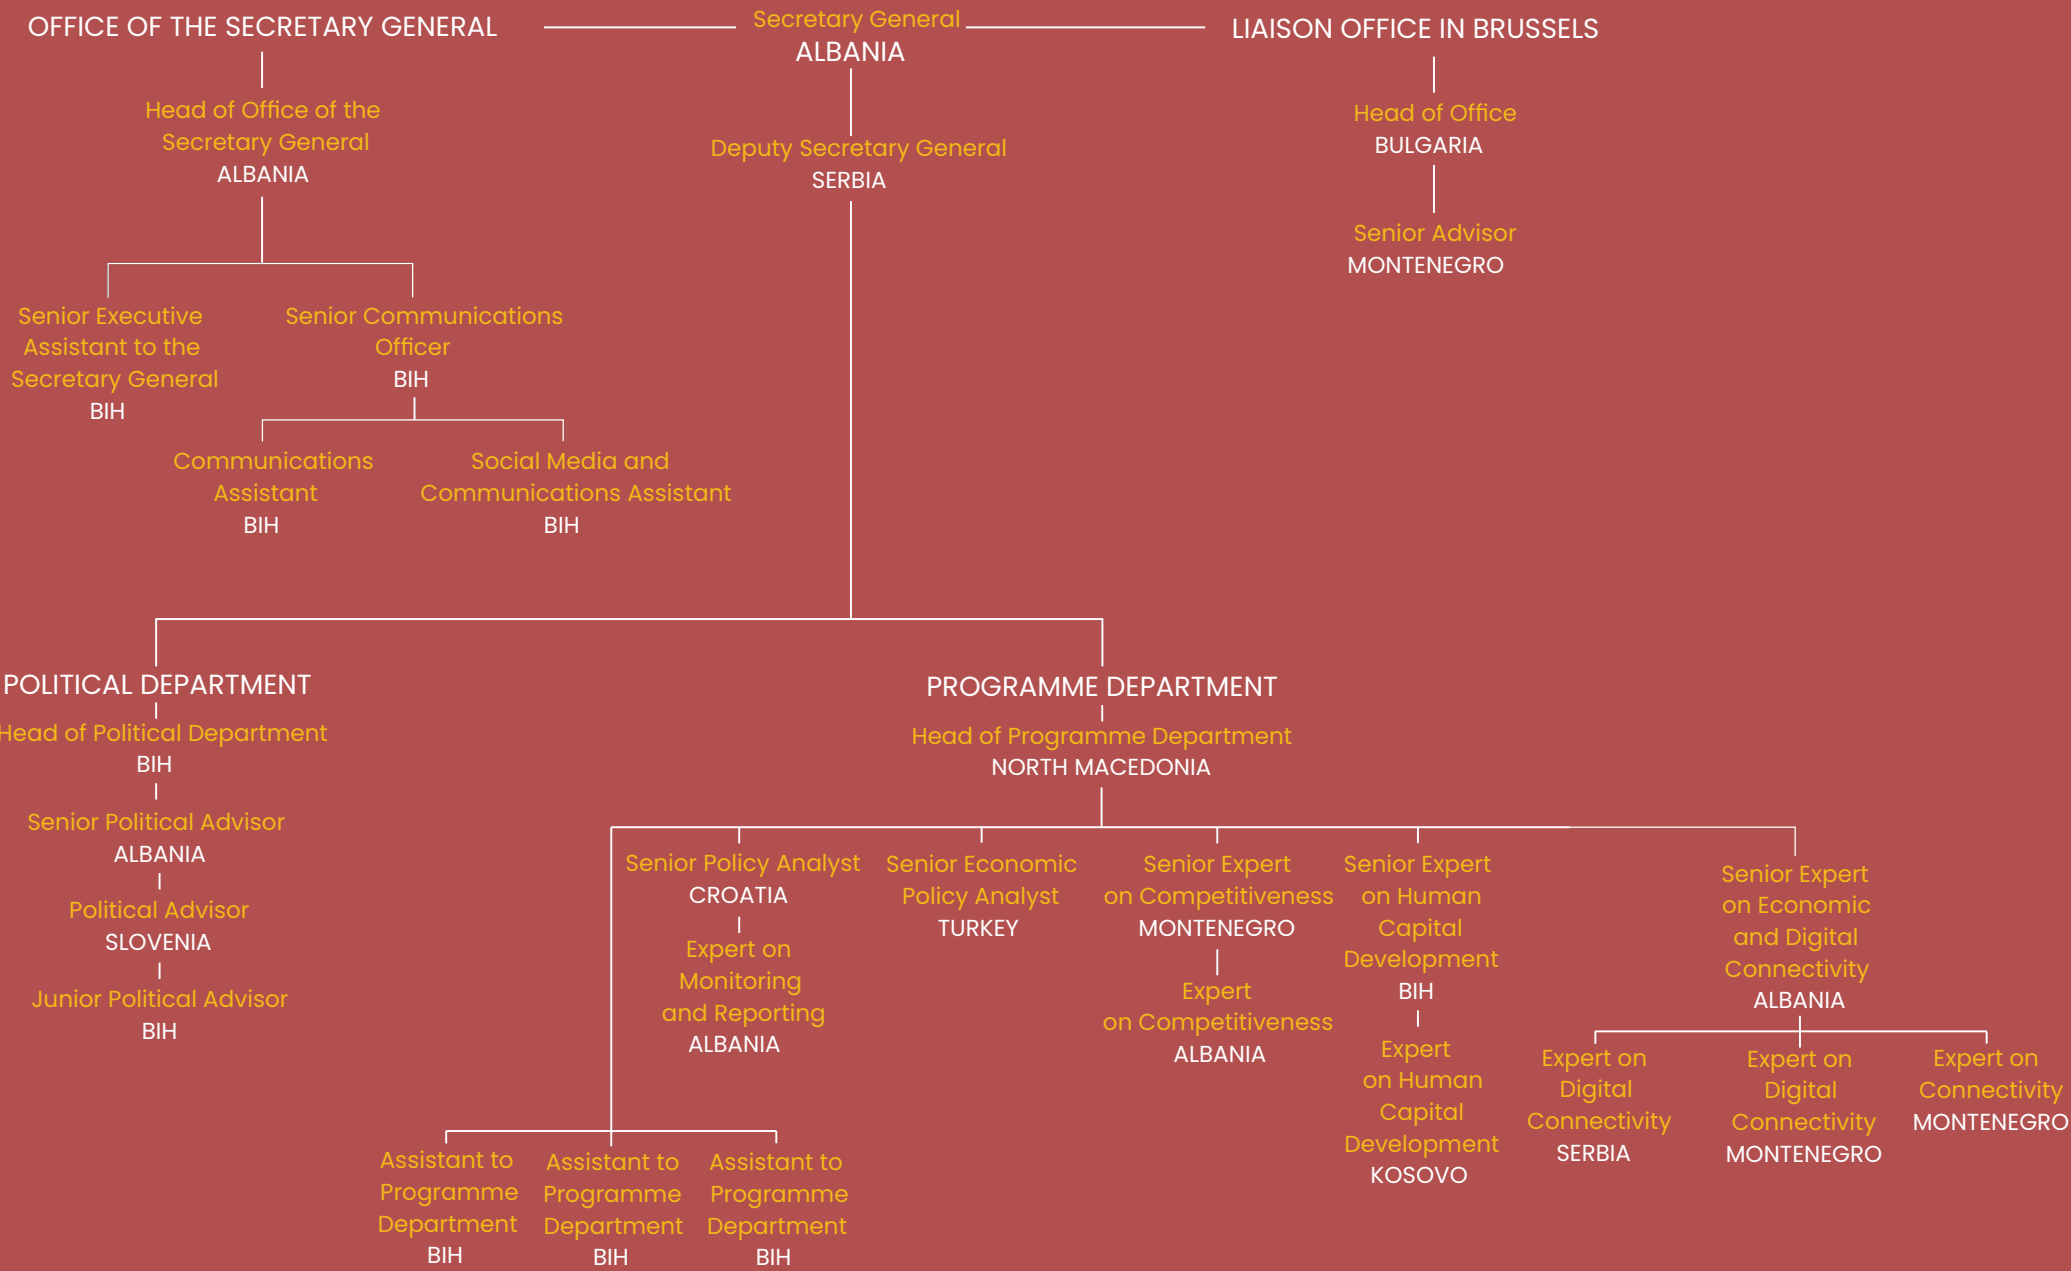 OFFICE OF THE SECRETARY GENERAL
Secretary General
ALBANIA
LIAISON OFFICE IN BRUSSELS
Head of Office of the
Secretary General
ALBANIA
Deputy Secretary General
SERBIA
Head of Office
BULGARIA
Senior Advisor
MONTENEGRO
Senior Executive
Assistant to the
Secretary General
BIH
Senior Communications
Officer
BIH
Communications
Assistant
BIH
Social Media and
Communications Assistant
BIH
POLITICAL DEPARTMENT
Head of Political Department
BIH
Senior Political Advisor
ALBANIA
Political Advisor
SLOVENIA
Junior Political Advisor
BIH
PROGRAMME DEPARTMENT
Head of Programme Department
NORTH MACEDONIA
Senior Policy Analyst
CROATIA
Expert on
Monitoring
and Reporting
ALBANIA
Senior Economic
Policy Analyst
TURKEY
Senior Expert
on Competitiveness
MONTENEGRO
Expert
on Competitiveness
ALBANIA
Senior Expert
on Human
Capital
Development
BIH
Expert
on Human
Capital
Development
KOSOVO
Senior Expert
on Economic
and Digital
Connectivity
ALBANIA
Expert on
Digital
Connectivity
SERBIA
Expert on
Digital
Connectivity
MONTENEGRO
Expert on
Connectivity
MONTENEGRO
Assistant to
Programme
Department
BIH
Assistant to
Programme
Department
BIH
Assistant to
Programme
Department
BIH